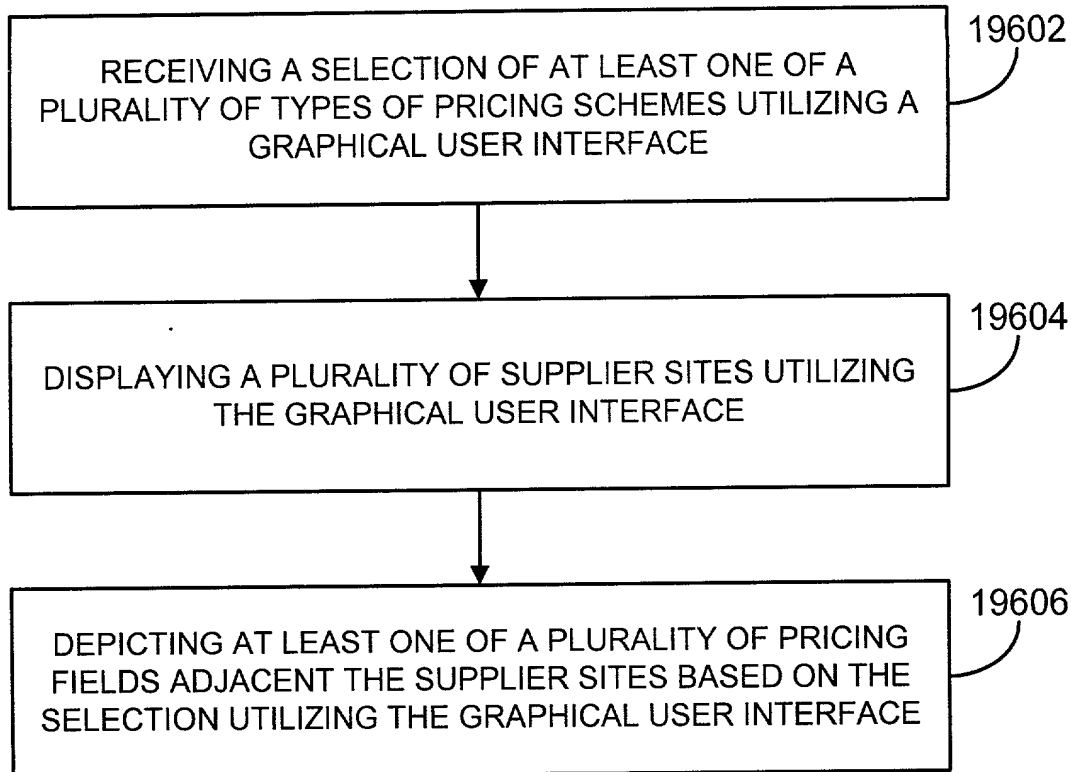 19602
RECEIVING A SELECTION OF AT LEAST ONE OF A
PLURALITY OF TYPES OF PRICING SCHEMES UTILIZING A
GRAPHICAL USER INTERFACE
19604
DISPLAYING A PLURALITY OF SUPPLIER SITES UTILIZING
THE GRAPHICAL USER INTERFACE
19606
DEPICTING AT LEAST ONE OF A PLURALITY OF PRICING
FIELDS ADJACENT THE SUPPLIER SITES BASED ON THE
SELECTION UTILIZING THE GRAPHICAL USER INTERFACE